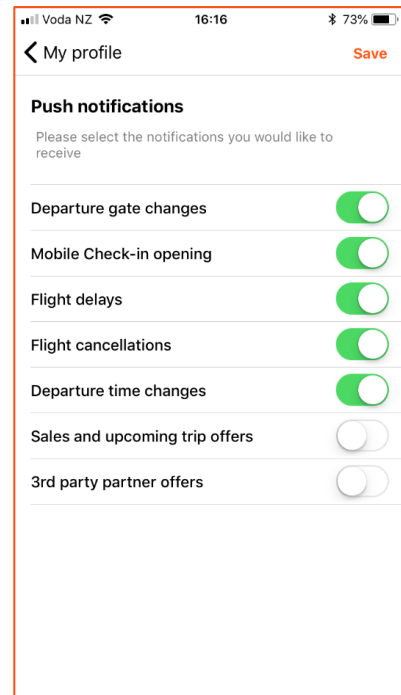 Voda NZ 16:16 73%
My profile Save
Push notifications
Please select the notifications you would like to
receive
Departure gate changes
Mobile Check-in opening
Flight delays
Flight cancellations
Departure time changes
Sales and upcoming trip offers
3rd party partner offers